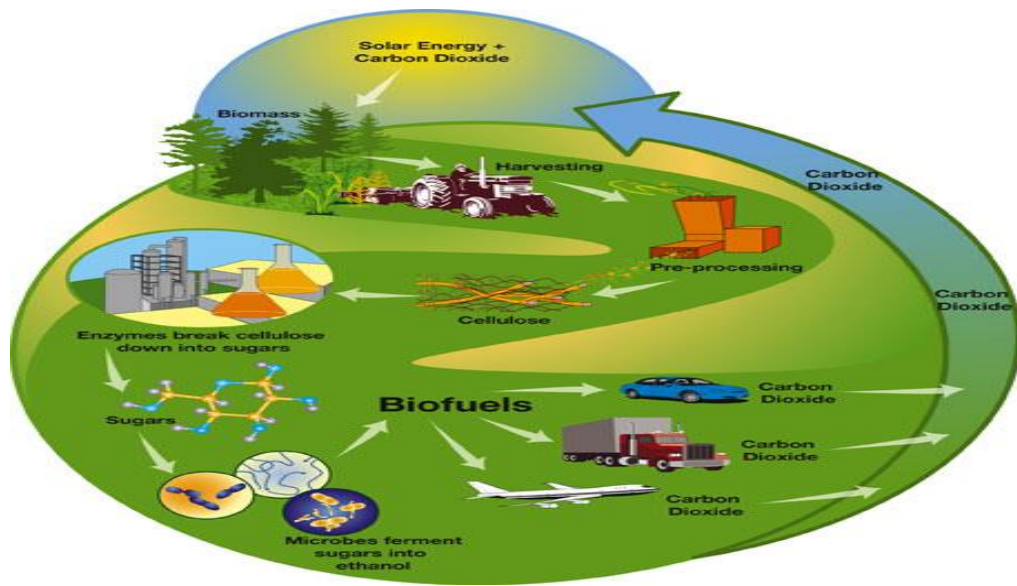 Solar Energy +
Carbon Dioxide
Biomass
Harvesting
Carbon
Dioxide
Pre-processing
Cellulose
Carbon
Dioxide
Enzymes break cellulose
down into sugars
Sugars
Biofuels
Carbon
Dioxide
Carbon
Dioxide
Carbon
Dioxide
Microbes ferment
sugars into
ethanol